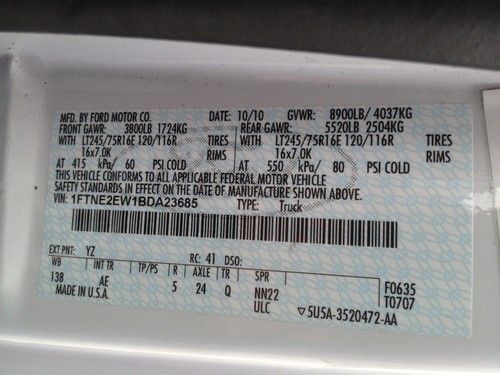 MFD. BY FORD MOTOR CO. DATE: 10/10 GVWR: 8900LB/ 4037KG
FRONT GAWR: 3800LB 1724KG REAR GAWR: 5520LB 2504KG
WITH LT245/75R16E 120/116R TIRES WITH LT245/75R16E 120/116R TIRES
16x7.0K RIMS 16x7.0K RIMS
AT 415 kPa/ 60 PSI COLD AT 550 kPa/ 80 PSI COLD
THIS VEHICLE CONFORMS TO ALL APPLICABLE FEDERAL MOTOR VEHICLE
SAFETY STANDARDS IN EFFECT ON THE DATE OF MANUFACTURE SHOWN ABOVE.
VIN: 1FTNE2EW1BDA23685 TYPE: Truck
EXT PNT: YZ RC: 41 DSO:
WB INT TR TP/PS R AXLE TR SPR F0635
138 AE 5 24 Q NN22 T0707
MADE IN U.S.A. ULC ▽5U5A-3520472-AA